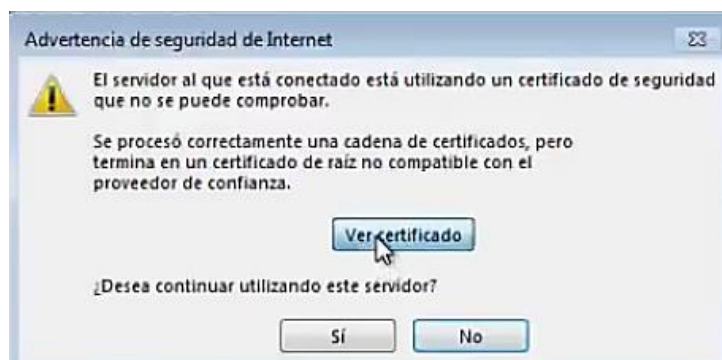 Advertencia de seguridad de Internet
El servidor al que está conectado está utilizando un certificado de seguridad
que no se puede comprobar.
Se procesó correctamente una cadena de certificados, pero
termina en un certificado de raíz no compatible con el
proveedor de confianza.
Ver certificado
¿Desea continuar utilizando este servidor?
Sí No